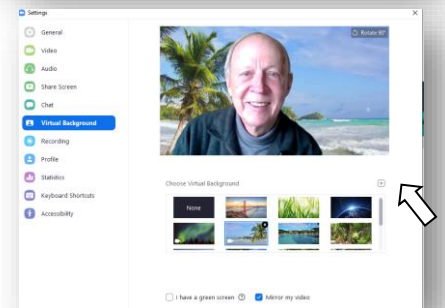 Settings
General
Video
Audio
Share Screen
Chat
Virtual Background
Recording
Profile
Statistics
Keyboard Shortcuts
Accessibility
Rotate 90°
Choose Virtual Background
None
I have a green screen
Mirror my video